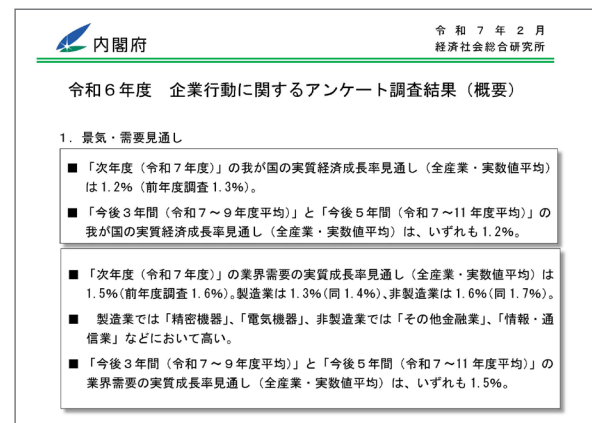 内閣府
令和7年2月
経済社会総合研究所
令和6年度 企業行動に関するアンケート調査結果(概要)
1.景気・需要見通し
■ 「次年度(令和7年度)」の我が国の実質経済成長率見通し(全産業・実数値平均)
は1.2%(前年度調査1.3%)。
■ 「今後3年間(令和7~9年度平均)」と「今後5年間(令和7~11年度平均)」の
我が国の実質経済成長率見通し(全産業・実数値平均)は、いずれも1.2%。
■ 「次年度(令和7年度)」の業界需要の実質成長率見通し(全産業・実数値平均)は
1.5%(前年度調査1.6%)。製造業は1.3%(同1.4%)、非製造業は1.6%(同1.7%)。
■ 製造業では「精密機器」、「電気機器」、非製造業では「その他金融業」、「情報・通
信業」などにおいて高い。
■ 「今後3年間(令和7~9年度平均)」と「今後5年間(令和7~11年度平均)」の
業界需要の実質成長率見通し(全産業・実数値平均)は、いずれも1.5%。